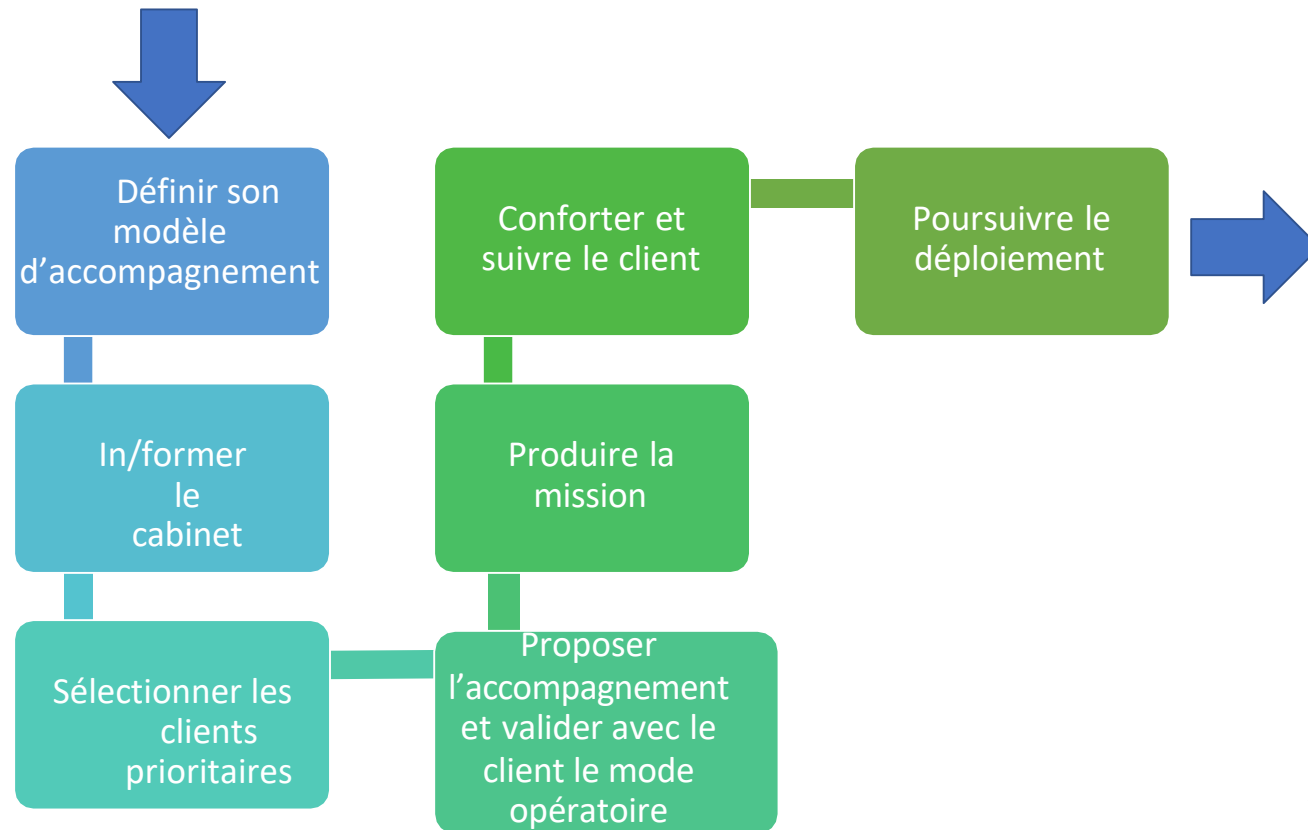 Définir son
modèle
d’accompagnement
In/former
le
cabinet
Sélectionner les
clients
prioritaires
Proposer
l’accompagnement
et valider avec le
client le mode
opératoire
Produire la
mission
Conforter et
suivre le client
Poursuivre le
déploiement